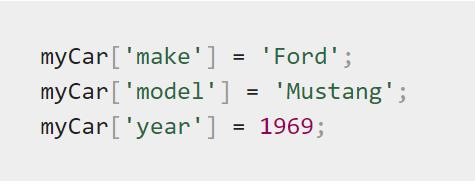 myCar['make'] = 'Ford';
myCar['model'] = 'Mustang';
myCar['year'] = 1969;